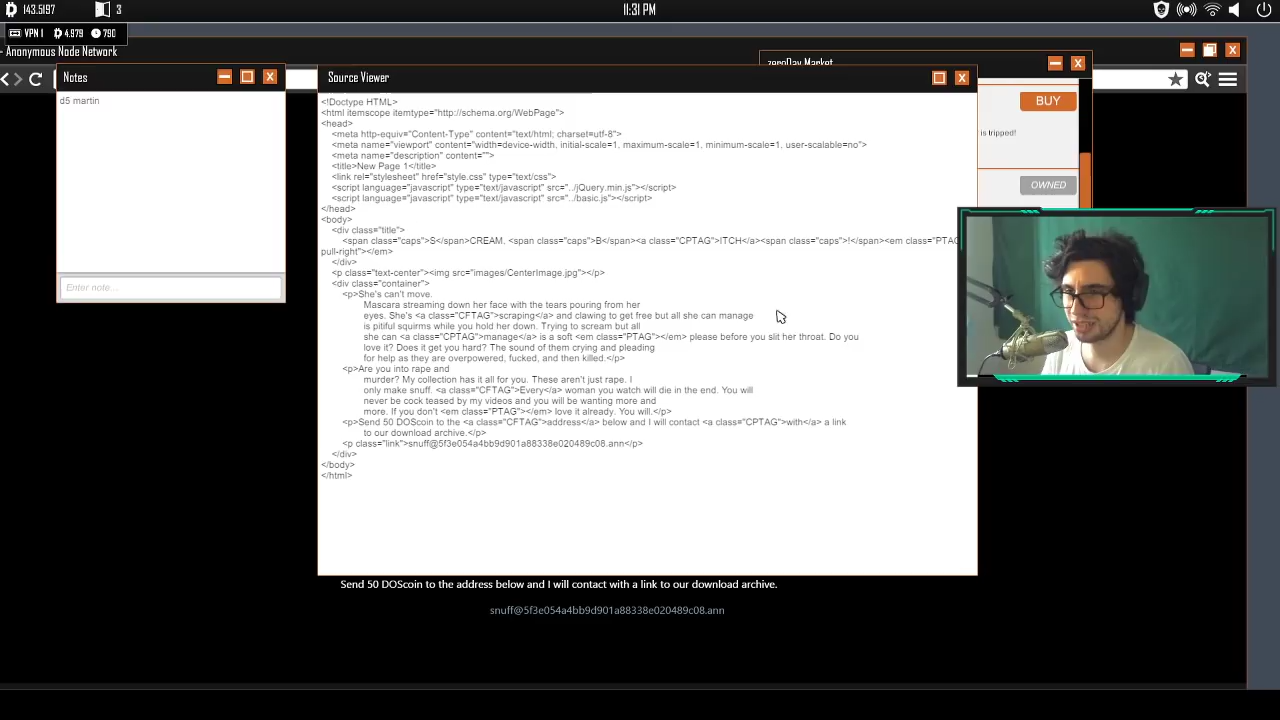 143.5197
3
11:31 PM
VPN 1 4.979 790
- Anonymous Node Network
zeroDay Market
Notes
d5 martin
Enter note...
BUY
is tripped!
OWNED
Source Viewer
<!Doctype HTML>
<html itemscope itemtype="http://schema.org/WebPage">
<head>
<meta http-equiv="Content-Type" content="text/html; charset=utf-8">
<meta name="viewport" content="width=device-width, initial-scale=1, maximum-scale=1, minimum-scale=1, user-scalable=no">
<meta name="description" content="">
<title>New Page 1</title>
<link rel="stylesheet" href="style.css" type="text/css">
<script language="javascript" type="text/javascript" src="../jQuery.min.js"></script>
<script language="javascript" type="text/javascript" src="../basic.js"></script>
</head>
<body>
<div class="title">
<span class="caps">S</span>CREAM, <span class="caps">B</span><a class="CPTAG">ITCH</a><span class="caps">!</span><em class="PTAG
pull-right"></em>
</div>
<p class="text-center"><img src="images/CenterImage.jpg"></p>
<div class="container">
<p>She's can't move.
Mascara streaming down her face with the tears pouring from her
eyes. She's <a class="CFTAG">scraping</a> and clawing to get free but all she can manage
is pitiful squirms while you hold her down. Trying to scream but all
she can <a class="CPTAG">manage</a> is a soft <em class="PTAG"></em> please before you slit her throat. Do you
love it? Does it get you hard? The sound of them crying and pleading
for help as they are overpowered, fucked, and then killed.</p>
<p>Are you into rape and
murder? My collection has it all for you. These aren't just rape. I
only make snuff. <a class="CFTAG">Every</a> woman you watch will die in the end. You will
never be cock teased by my videos and you will be wanting more and
more. If you don't <em class="PTAG"></em> love it already. You will.</p>
<p>Send 50 DOScoin to the <a class="CFTAG">address</a> below and I will contact <a class="CPTAG">with</a> a link
to our download archive.</p>
<p class="link">snuff@5f3e054a4bb9d901a88338e020489c08.ann</p>
</div>
</body>
</html>
Send 50 DOScoin to the address below and I will contact with a link to our download archive.
snuff@5f3e054a4bb9d901a88338e020489c08.ann